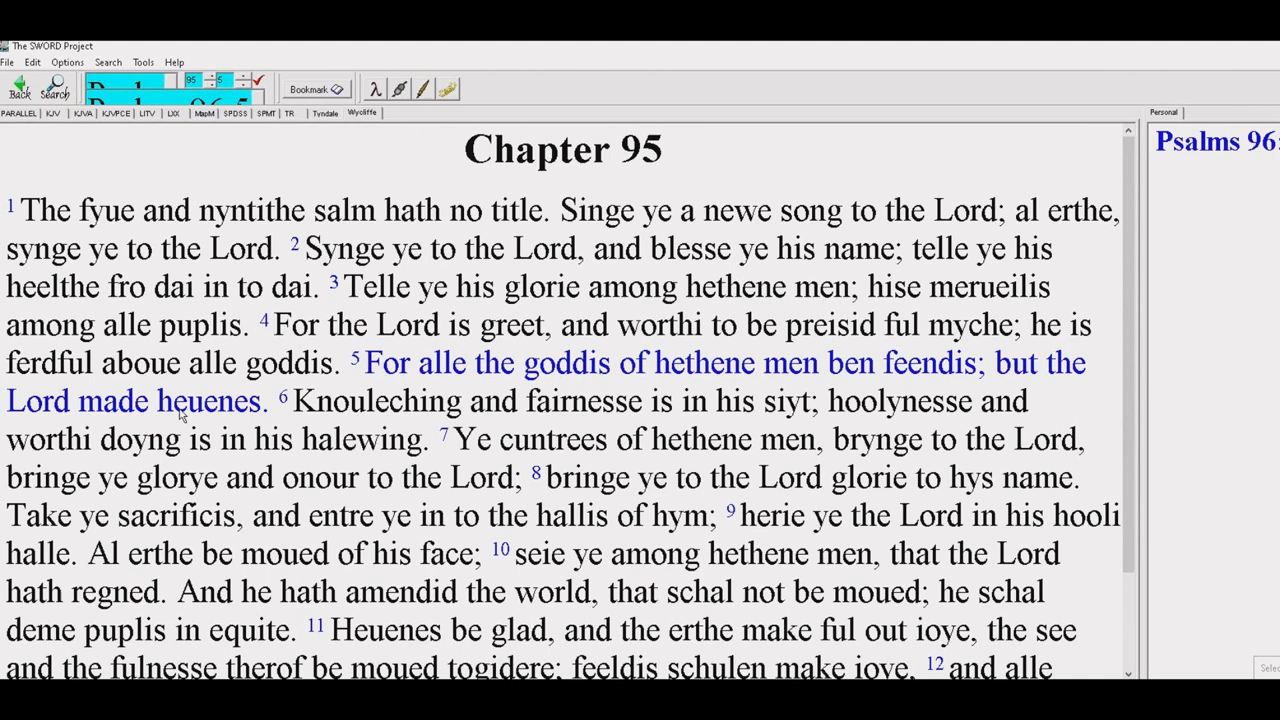 The SWORD Project
File Edit Options Search Tools Help
Back Search 95 5 Bookmark
PARALLEL KJV KJVA KJVPCE LITV LXX MapM SPDSS SPMT TR Tyndale Wycliffe Personal
Psalms 96:
Chapter 95
1 The fyue and nyntithe salm hath no title. Singe ye a newe song to the Lord; al erthe,
synge ye to the Lord. 2 Synge ye to the Lord, and blesse ye his name; telle ye his
heelthe fro dai in to dai. 3 Telle ye his glorie among hethene men; hise merueilis
among alle puplis. 4 For the Lord is greet, and worthi to be preisid ful myche; he is
ferdful aboue alle goddis. 5 For alle the goddis of hethene men ben feendis; but the
Lord made heuenes. 6 Knouleching and fairnesse is in his siyt; hoolynesse and
worthi doyng is in his halewing. 7 Ye cuntrees of hethene men, brynge to the Lord,
bringe ye glorye and onour to the Lord; 8 bringe ye to the Lord glorie to hys name.
Take ye sacrificis, and entre ye in to the hallis of hym; 9 herie ye the Lord in his hooli
halle. Al erthe be moued of his face; 10 seie ye among hethene men, that the Lord
hath regned. And he hath amendid the world, that schal not be moued; he schal
deme puplis in equite. 11 Heuenes be glad, and the erthe make ful out ioye, the see
and the fulnesse therof be moued togidere; feeldis schulen make ioye, 12 and alle